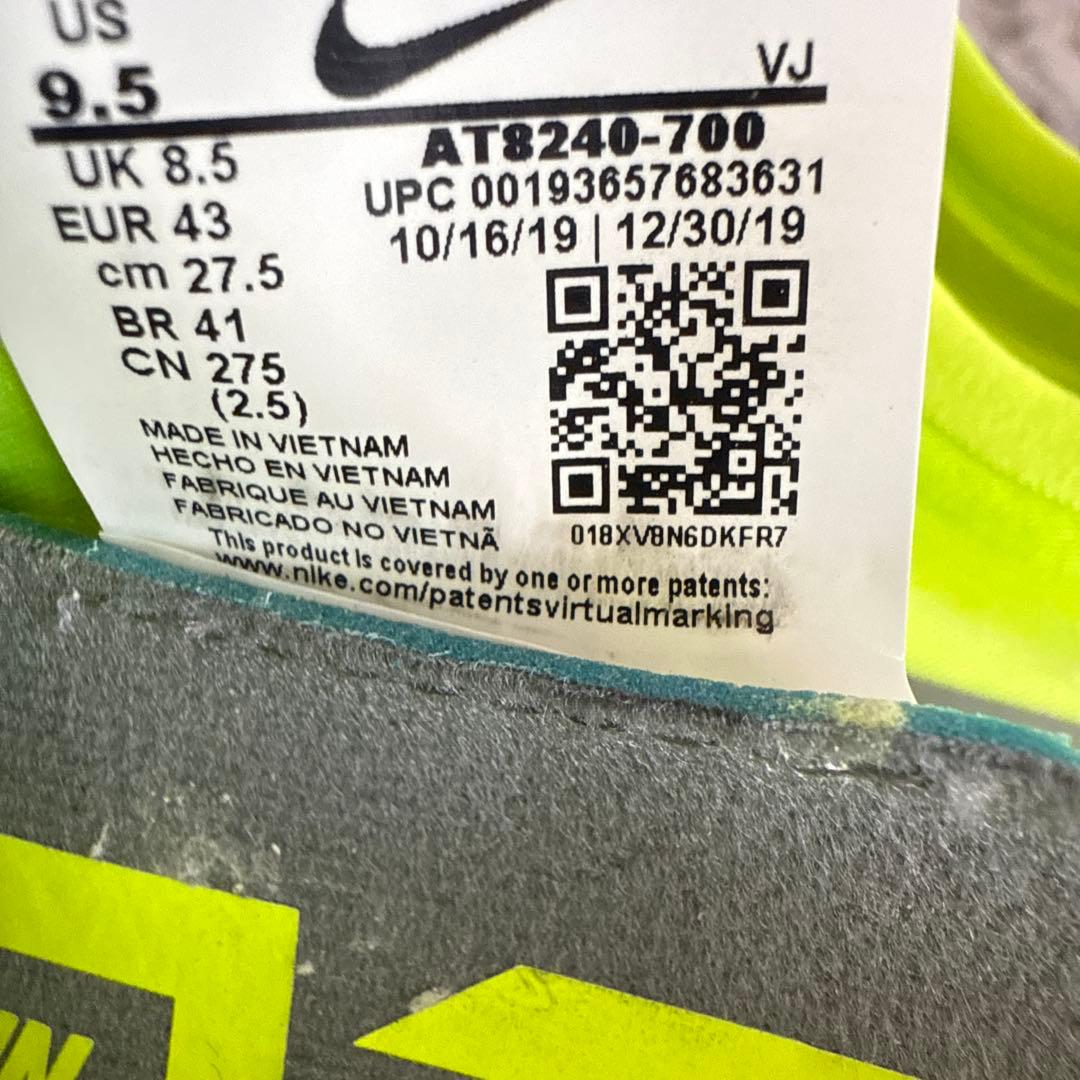 US
9.5
VJ
AT8240-700
UPC 00193657683631
10/16/19 | 12/30/19
UK 8.5
EUR 43
cm 27.5
BR 41
CN 275
(2.5)
MADE IN VIETNAM
HECHO EN VIETNAM
FABRIQUE AU VIETNAM
FABRICADO NO VIETNÃ
018XV8N6DKFR7
This product is covered by one or more patents:
www.nike.com/patentsvirtualmarking